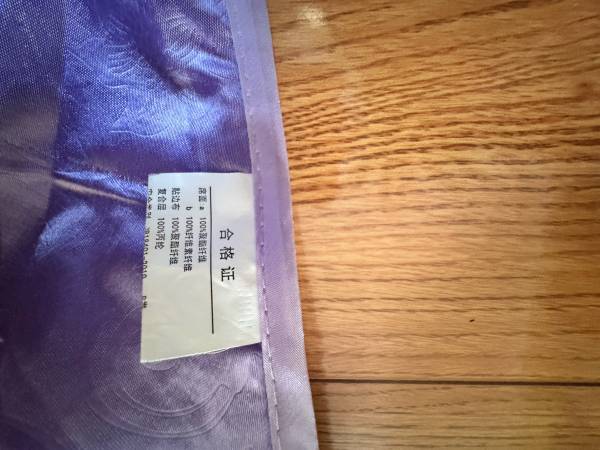 合格证
席面：a 100%聚酯纤维
b 100%纤维素纤维
贴边布 100%聚酯纤维
复合层 100%丙纶